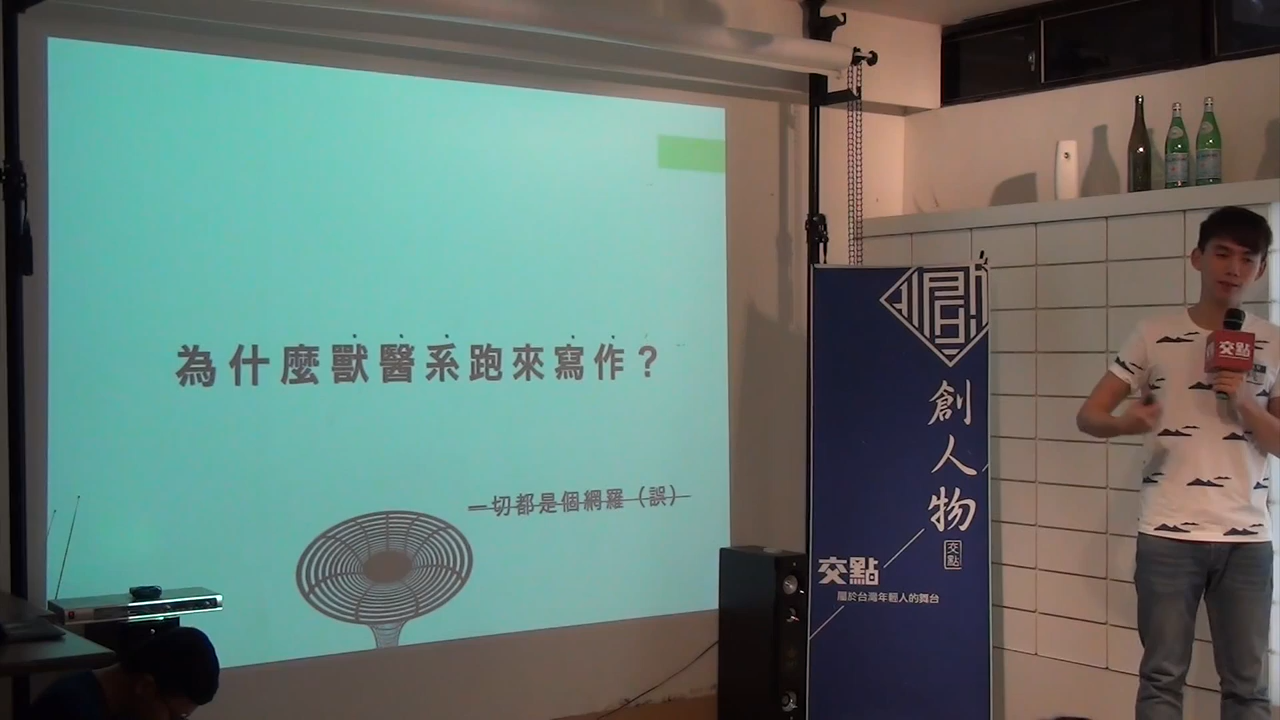 為什麼獸醫系跑來寫作？
一切都是個網羅（誤）
創
創人物
交點
交點
屬於台灣年輕人的舞台
交點